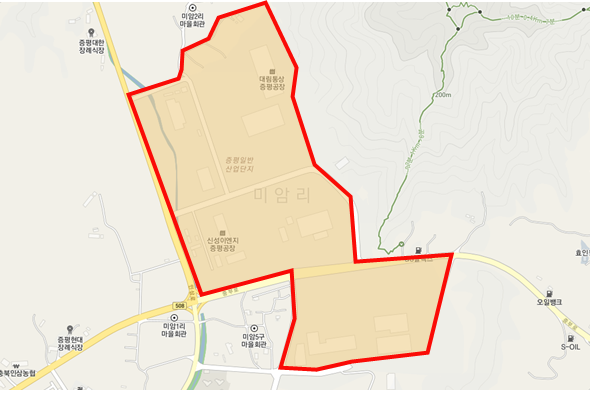 미암2리
마을회관
증평대한
장례식장
대림통상
증평공장
200m
증평일반
산업단지
미암리
신성이엔지
증평공장
효인
508
오일뱅크
미암1리
마을회관
미암5구
마을회관
증평현대
장례식장
S-OIL
충북인삼농협